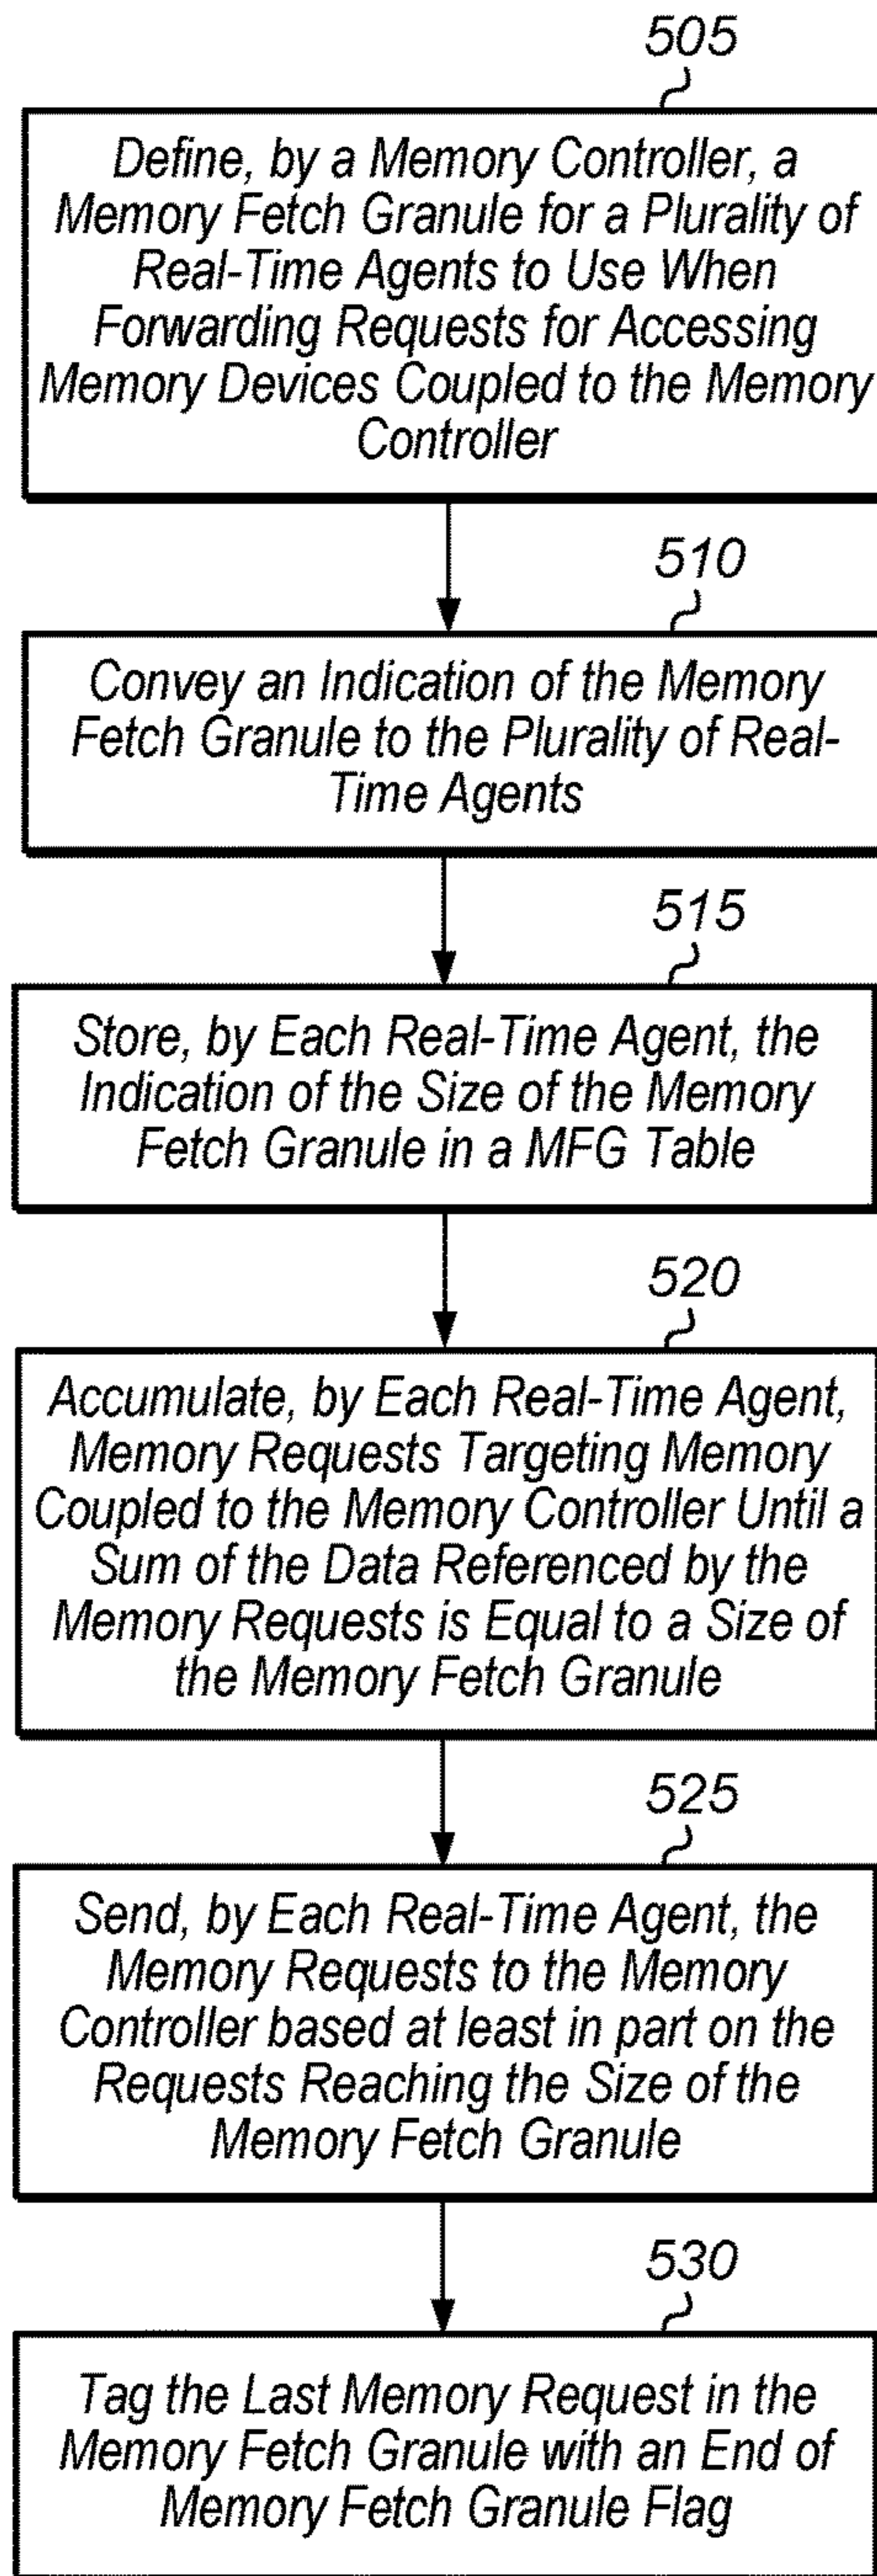 505
Define, by a Memory Controller, a
Memory Fetch Granule for a Plurality of
Real-Time Agents to Use When
Forwarding Requests for Accessing
Memory Devices Coupled to the Memory
Controller
510
Convey an Indication of the Memory
Fetch Granule to the Plurality of Real-
Time Agents
515
Store, by Each Real-Time Agent, the
Indication of the Size of the Memory
Fetch Granule in a MFG Table
520
Accumulate, by Each Real-Time Agent,
Memory Requests Targeting Memory
Coupled to the Memory Controller Until a
Sum of the Data Referenced by the
Memory Requests is Equal to a Size of
the Memory Fetch Granule
525
Send, by Each Real-Time Agent, the
Memory Requests to the Memory
Controller based at least in part on the
Requests Reaching the Size of the
Memory Fetch Granule
530
Tag the Last Memory Request in the
Memory Fetch Granule with an End of
Memory Fetch Granule Flag